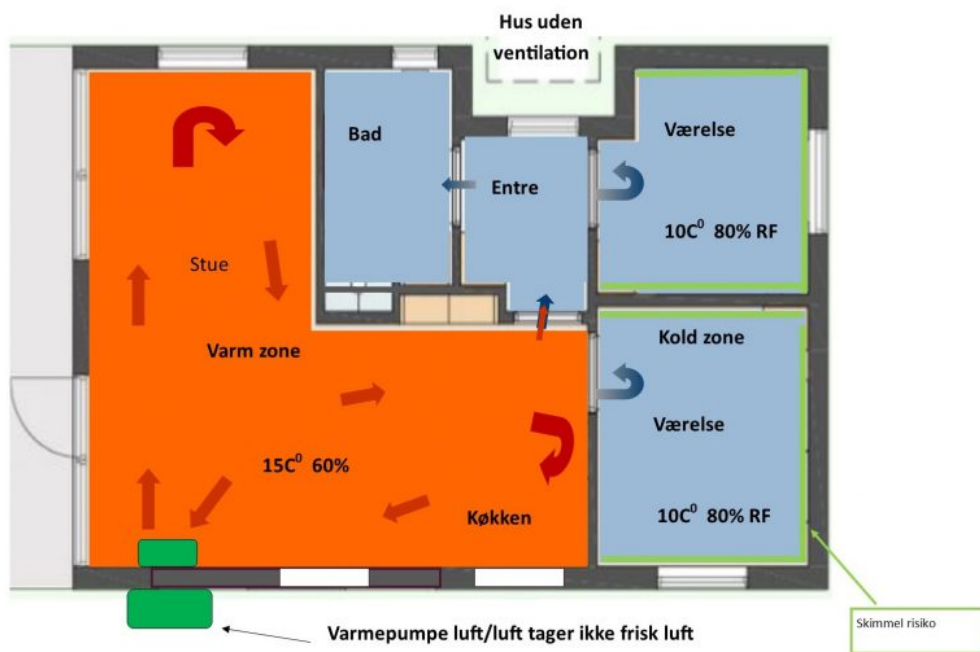 Hus uden
ventilation
Bad
Værelse
Entre
10C⁰ 80% RF
Stue
Varm zone
Kold zone
Værelse
15C⁰ 60%
Køkken
10C⁰ 80% RF
Varmepumpe luft/luft tager ikke frisk luft
Skimmel risiko